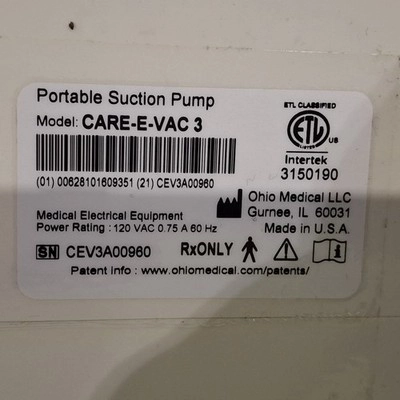 Portable Suction Pump
Model: CARE-E-VAC 3
(01) 00628101609351 (21) CEV3A00960
ETL CLASSIFIED
ETL
US
Intertek
3150190
Ohio Medical LLC
Gurnee, IL 60031
Made in U.S.A.
Medical Electrical Equipment
Power Rating : 120 VAC 0.75 A 60 Hz
SN CEV3A00960 RxONLY
Patent info : www.ohiomedical.com/patents/